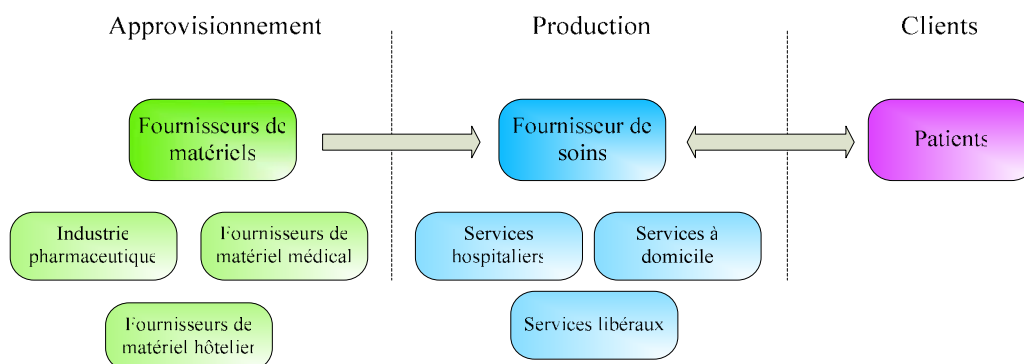 Approvisionnement
Production
Clients
Fournisseurs de
matériels
Fournisseur de
soins
Patients
Industrie
pharmaceutique
Fournisseurs de
matériel médical
Services
hospitaliers
Services à
domicile
Fournisseurs de
matériel hôtelier
Services libéraux